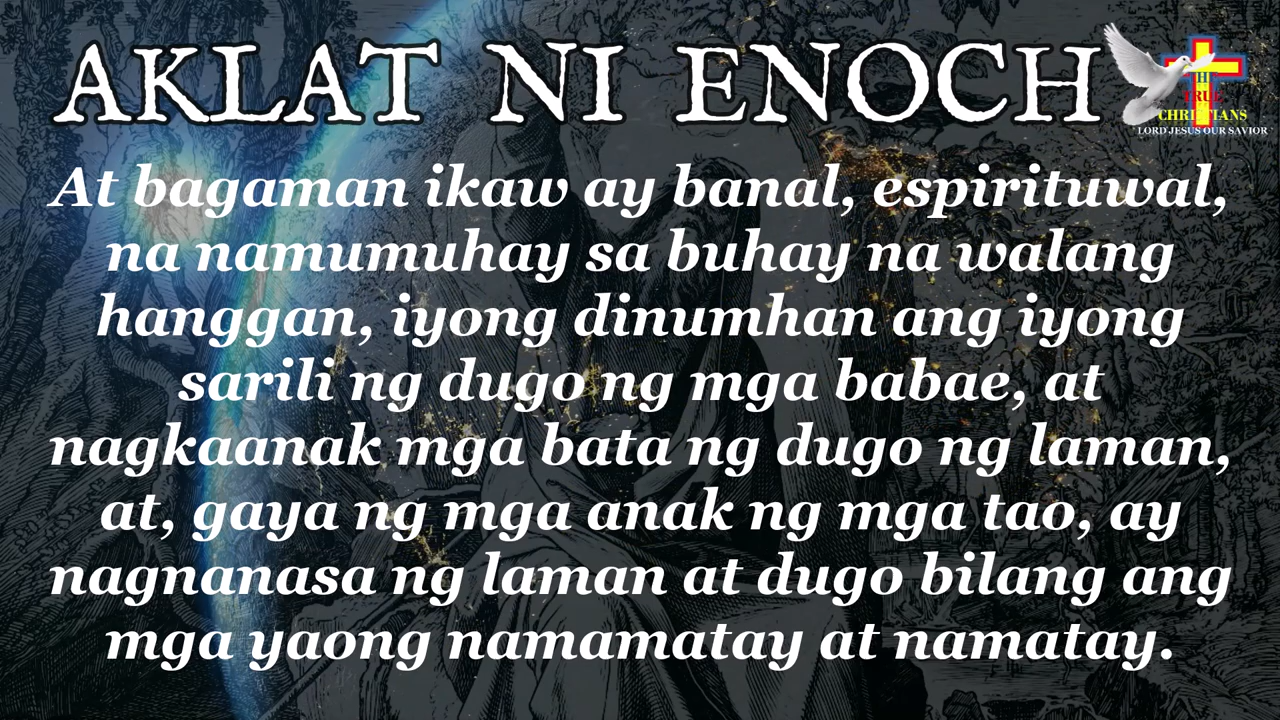 AKLAT NI ENOCH
TRUE
CHRISTIANS
LORD JESUS OUR SAVIOR
At bagaman ikaw ay banal, espirituwal,
na namumuhay sa buhay na walang
hanggan, iyong dinumhan ang iyong
sarili ng dugo ng mga babae, at
nagkaanak mga bata ng dugo ng laman,
at, gaya ng mga anak ng mga tao, ay
nagnanasa ng laman at dugo bilang ang
mga yaong namamatay at namatay.